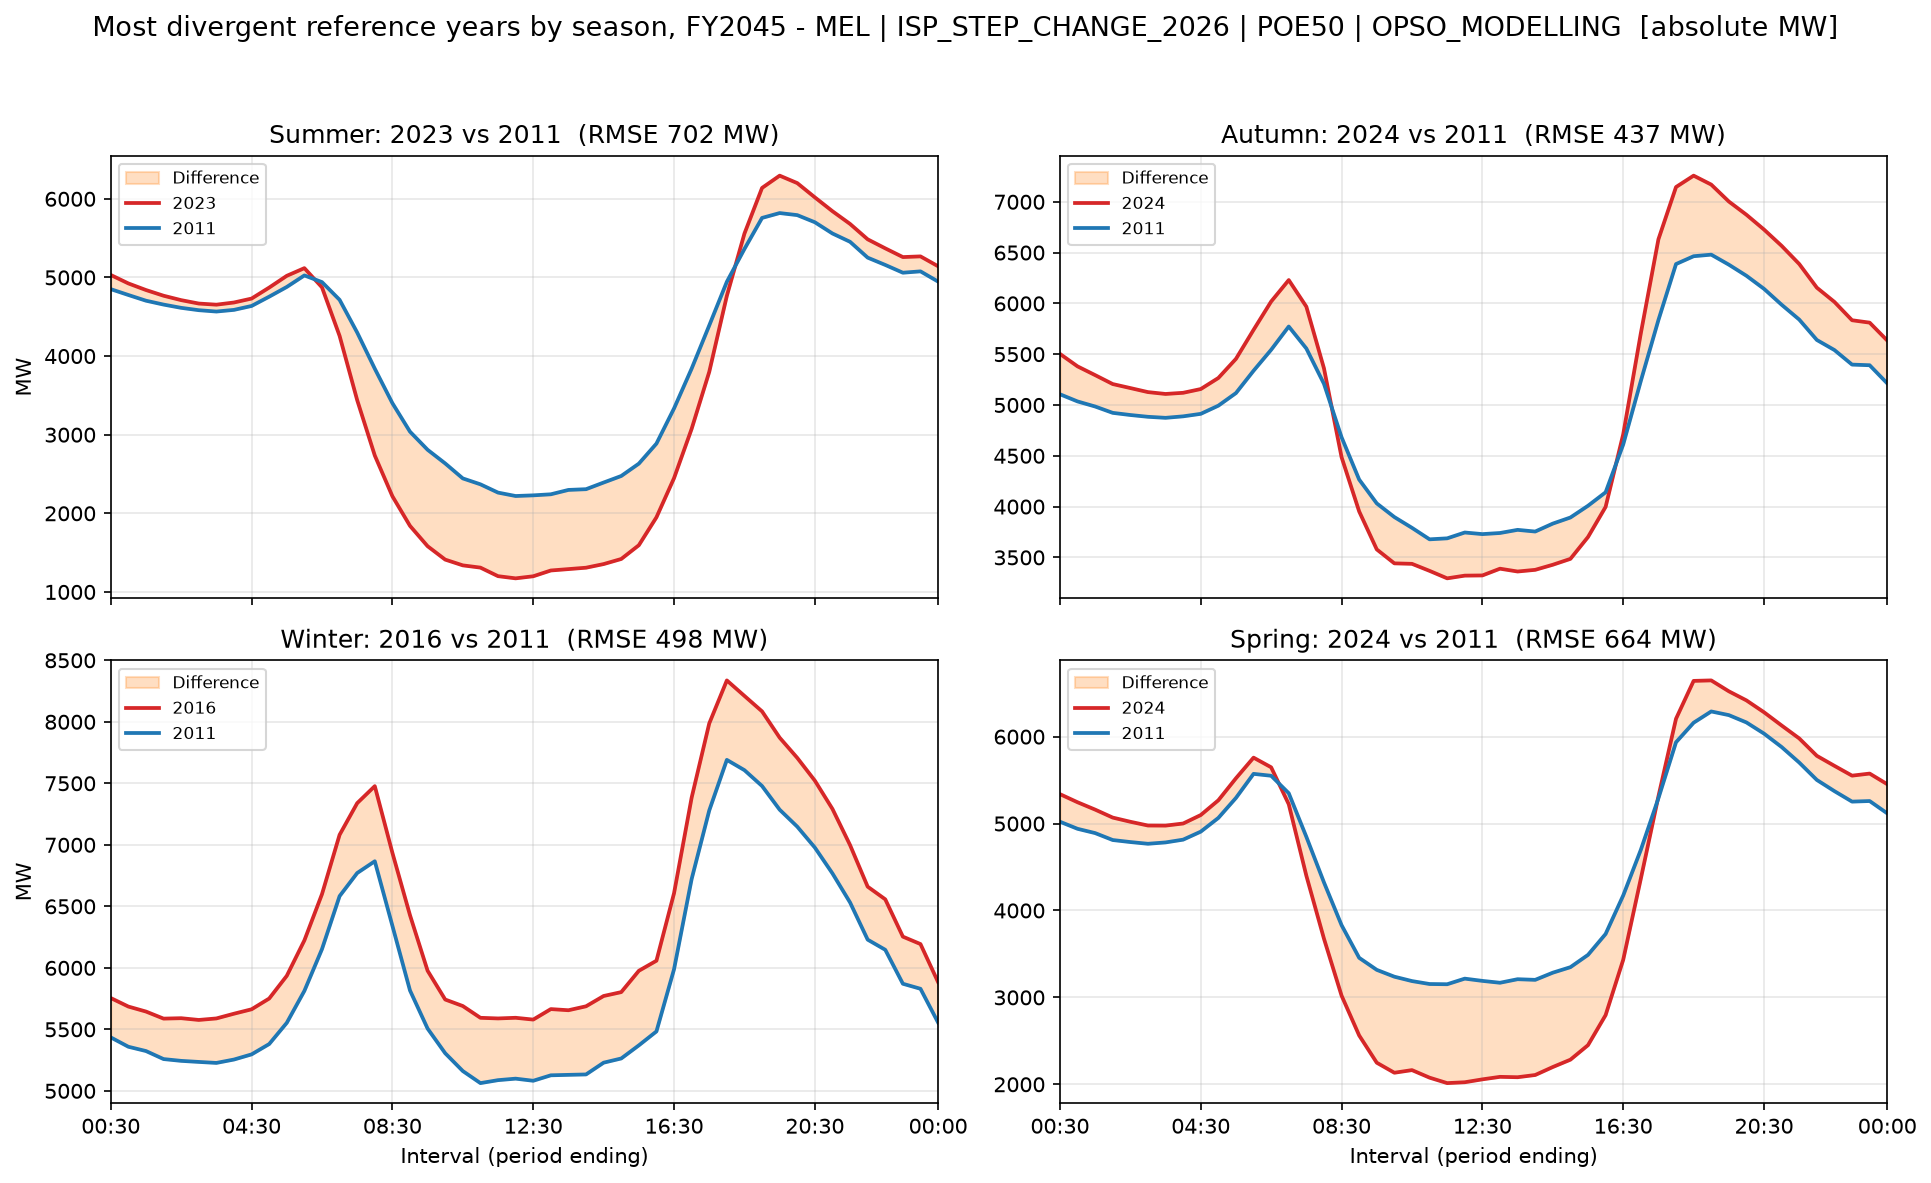 Most divergent reference years by season, FY2045 - MEL | ISP_STEP_CHANGE_2026 | POE50 | OPSO_MODELLING  [absolute MW]
Summer: 2023 vs 2011  (RMSE 702 MW)
Difference
2023
2011
MW
6000
5000
4000
3000
2000
1000
Autumn: 2024 vs 2011  (RMSE 437 MW)
Difference
2024
2011
7000
6500
6000
5500
5000
4500
4000
3500
Winter: 2016 vs 2011  (RMSE 498 MW)
Difference
2016
2011
MW
8500
8000
7500
7000
6500
6000
5500
5000
00:30 04:30 08:30 12:30 16:30 20:30 00:00
Interval (period ending)
Spring: 2024 vs 2011  (RMSE 664 MW)
Difference
2024
2011
6000
5000
4000
3000
2000
00:30 04:30 08:30 12:30 16:30 20:30 00:00
Interval (period ending)